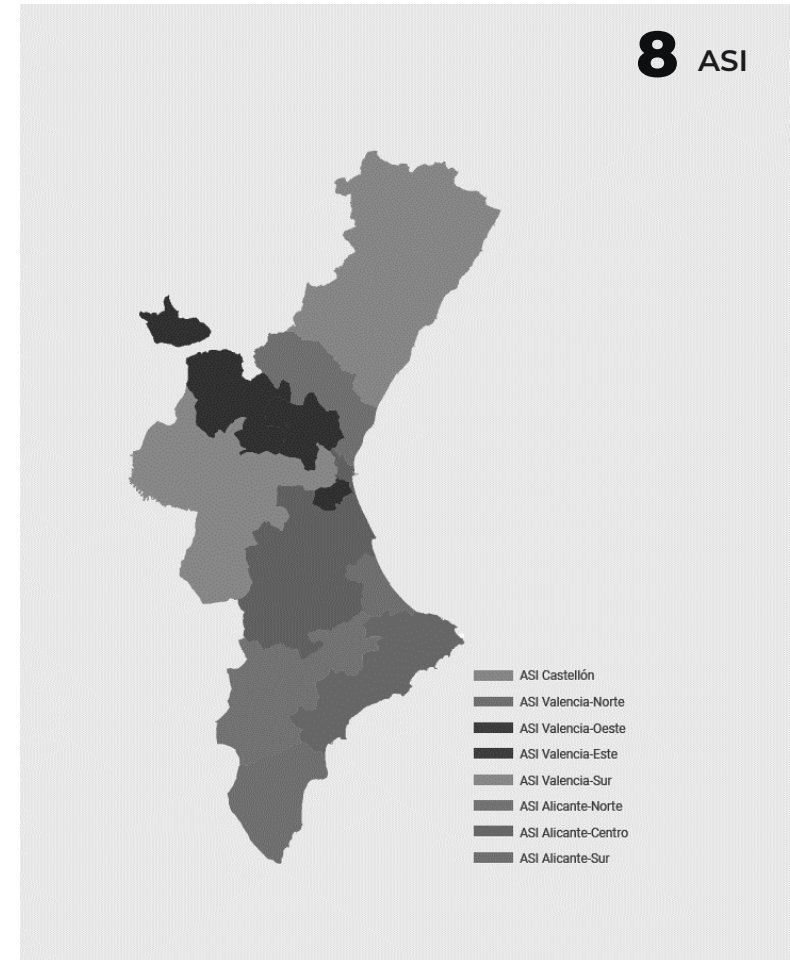 8 ASI
ASI Castellón
ASI Valencia-Norte
ASI Valencia-Oeste
ASI Valencia-Este
ASI Valencia-Sur
ASI Alicante-Norte
ASI Alicante-Centro
ASI Alicante-Sur